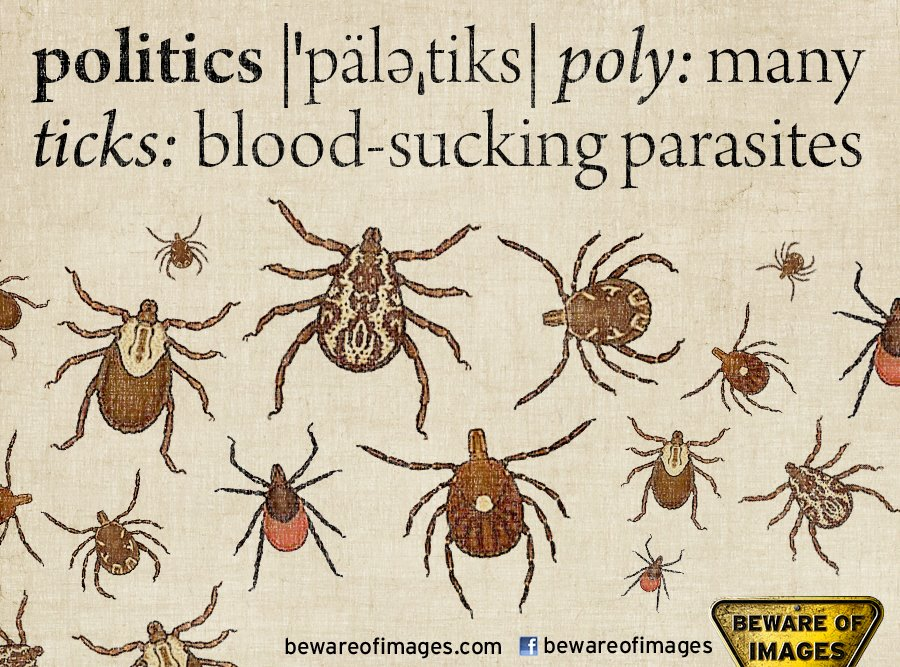 politics |ˈpäləˌtiks| poly: many
ticks: blood-sucking parasites
bewareofimages.com f bewareofimages
BEWARE OF
IMAGES